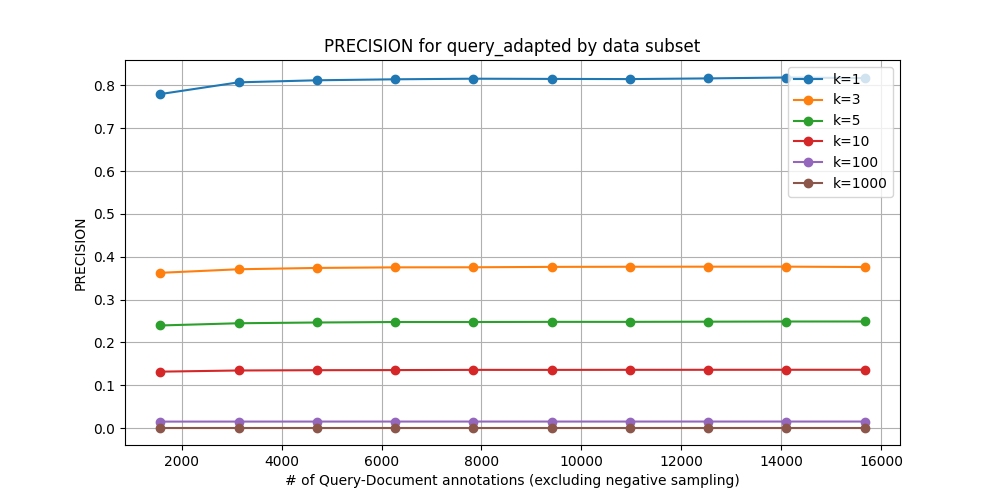 PRECISION for query_adapted by data subset
PRECISION
0.8
0.7
0.6
0.5
0.4
0.3
0.2
0.1
0.0
k=1
k=3
k=5
k=10
k=100
k=1000
2000 4000 6000 8000 10000 12000 14000 16000
# of Query-Document annotations (excluding negative sampling)